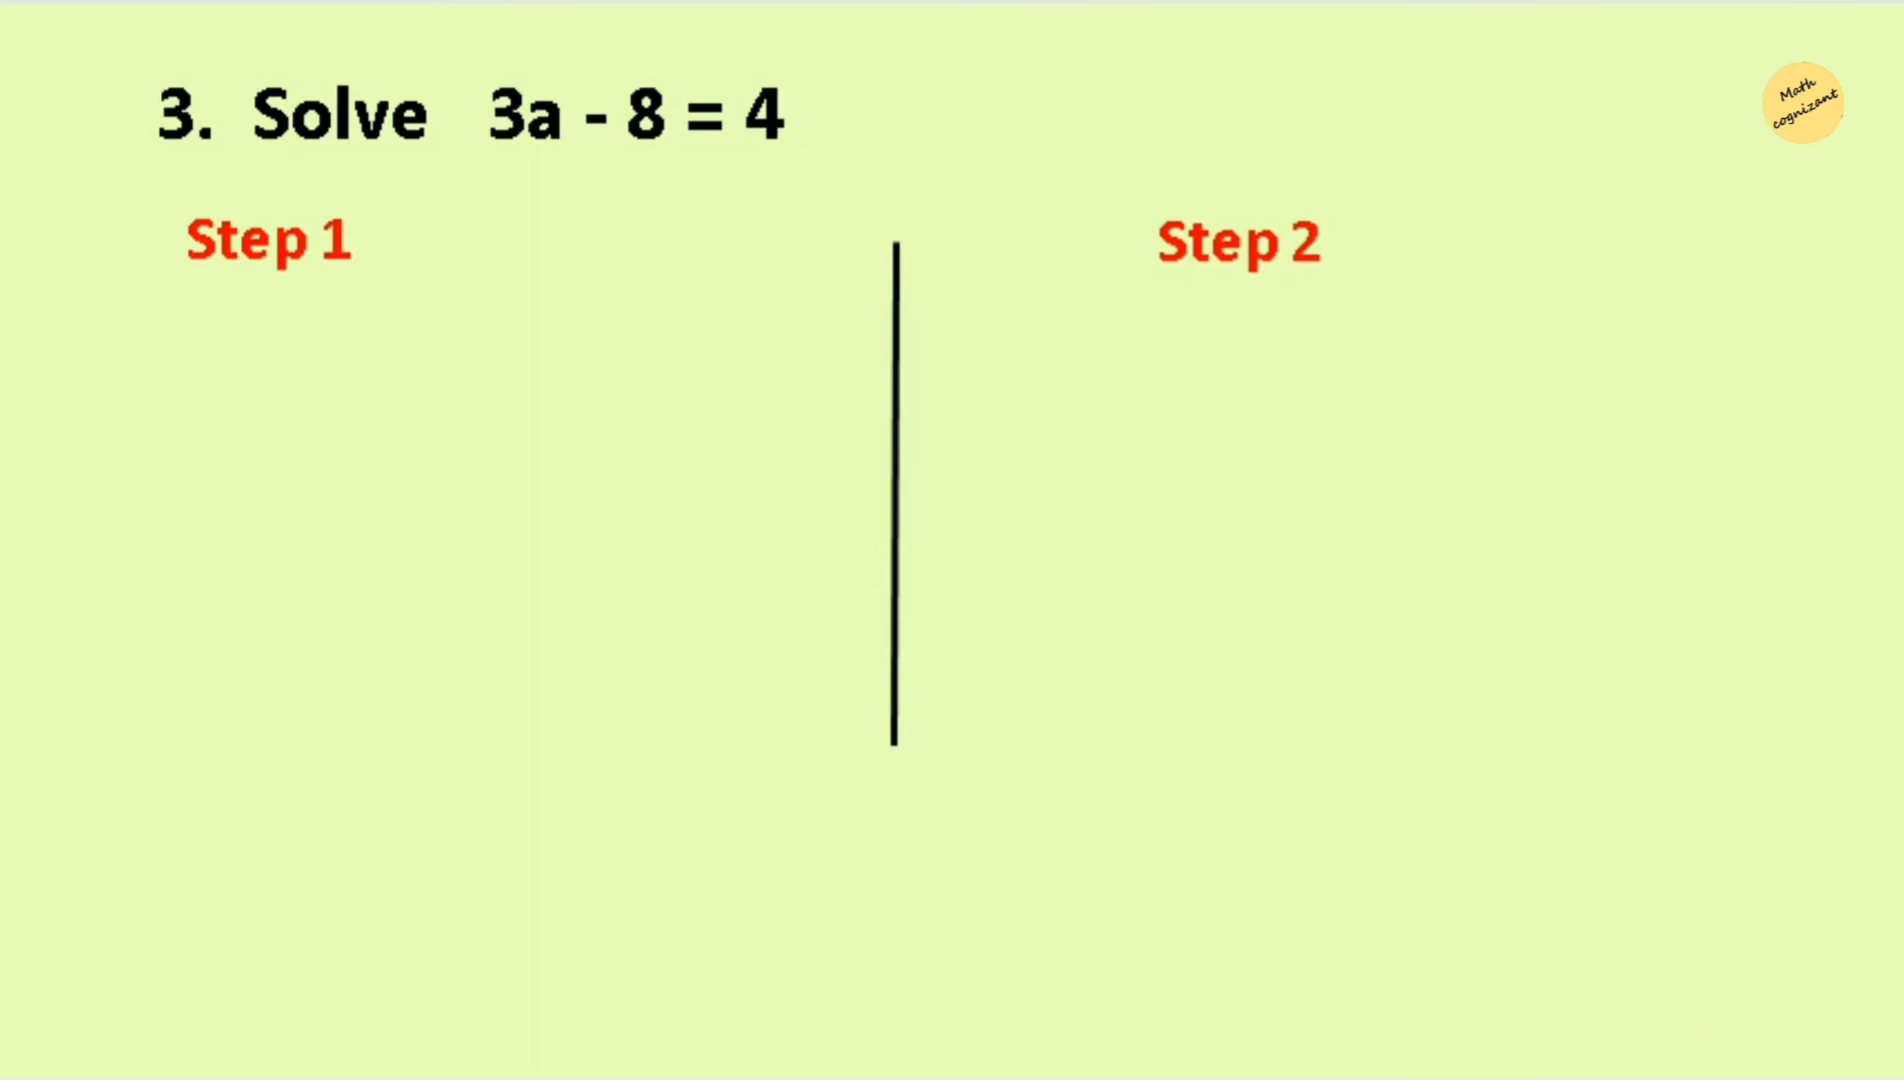 3. Solve 3a - 8 = 4
Math
cognizant
Step 1
Step 2